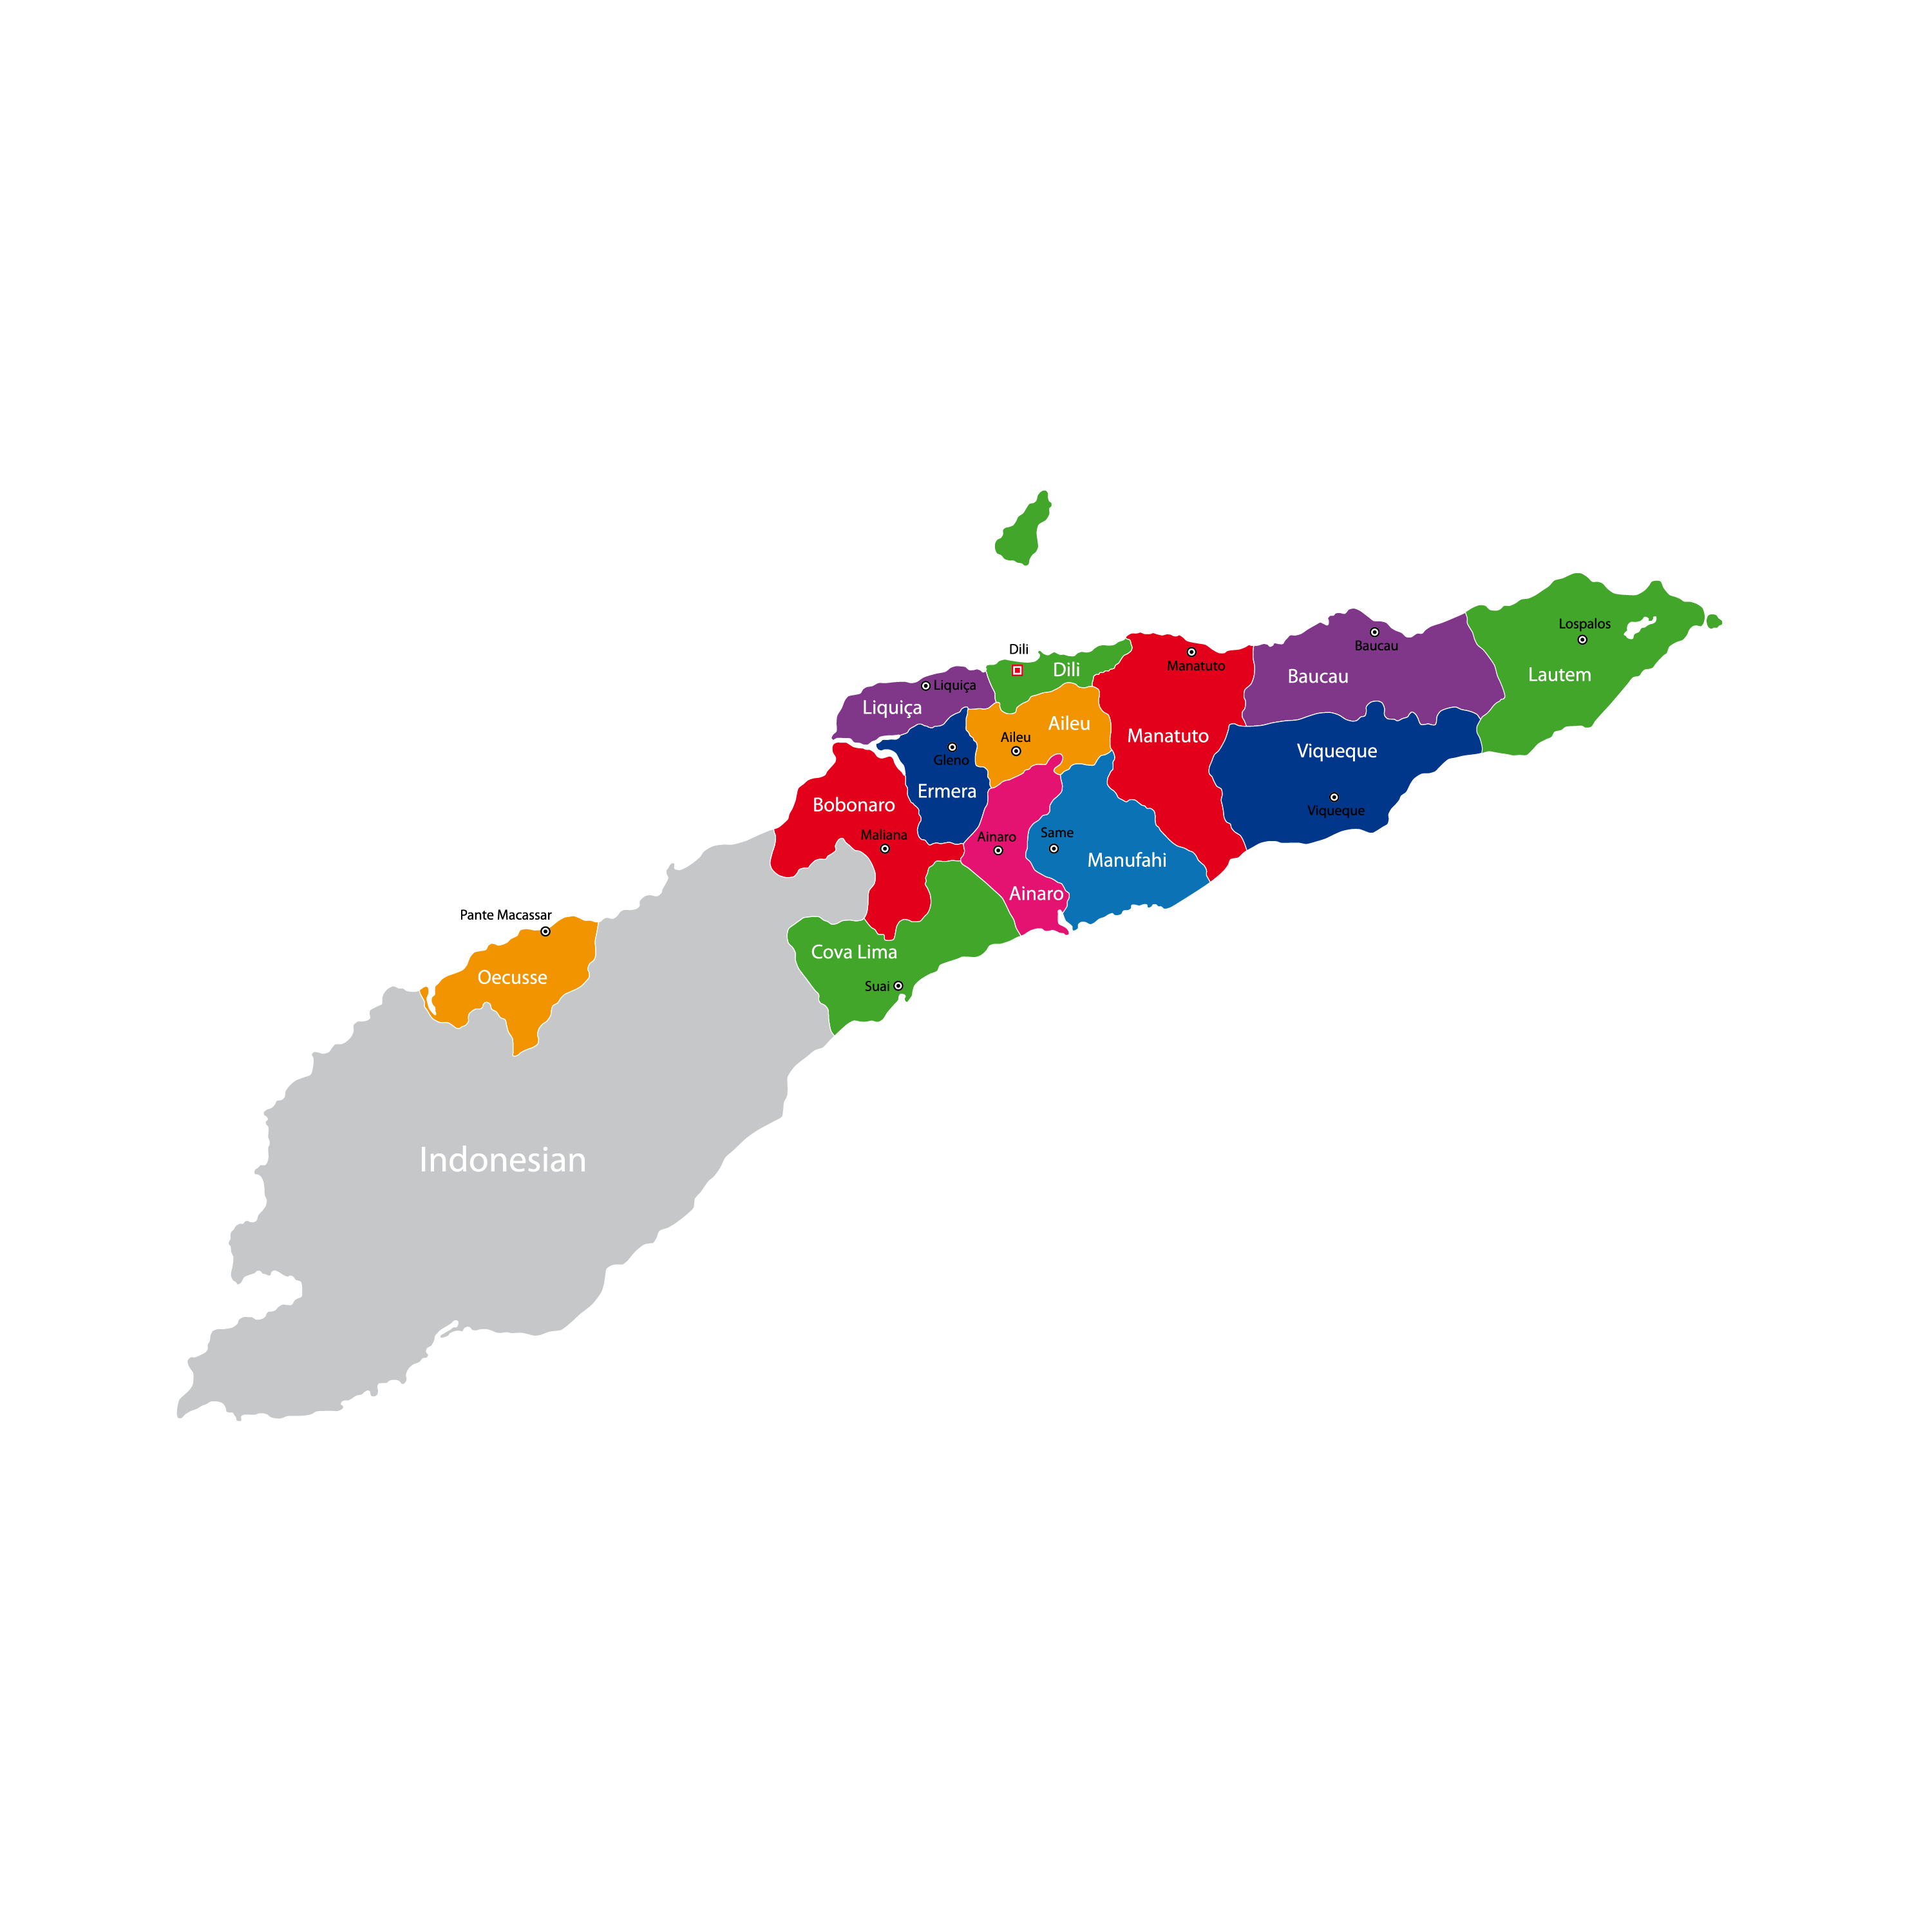 Lospalos
Baucau
Dili
Manatuto
Dili
Baucau
Lautem
Liquiça
Liquiça
Aileu
Manatuto
Aileu
Viqueque
Gleno
Ermera
Bobonaro
Viqueque
Maliana
Ainaro
Same
Manufahi
Ainaro
Pante Macassar
Cova Lima
Oecusse
Suai
Indonesian